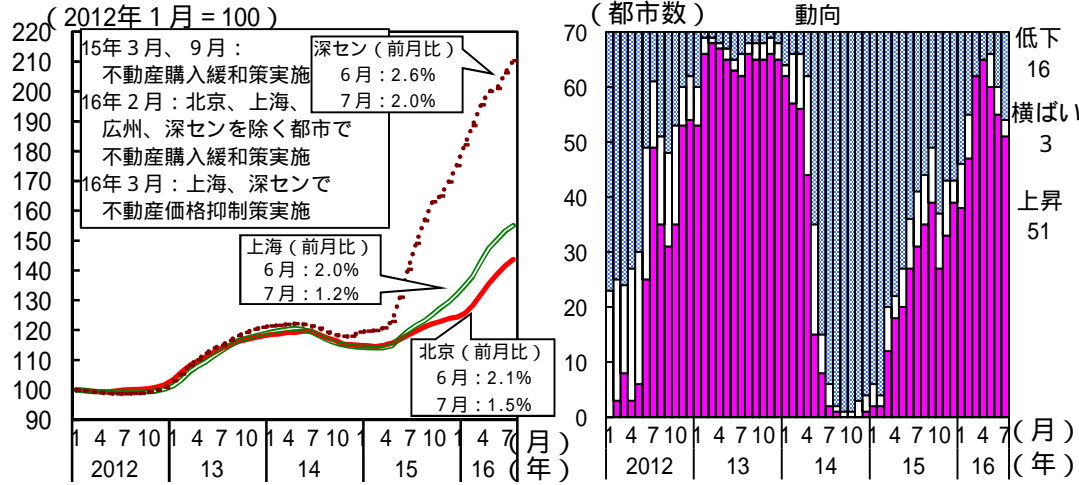 （2012年１月＝100）
220
210
200
190
180
170
160
150
140
130
120
110
100
90
15年３月、９月：
不動産購入緩和策実施
16年２月：北京、上海、
広州、深センを除く都市で
不動産購入緩和策実施
16年３月：上海、深センで
不動産価格抑制策実施
深セン（前月比）
６月：2.6%
７月：2.0%
上海（前月比）
６月：2.0%
７月：1.2%
北京（前月比）
６月：2.1%
７月：1.5%
1 4 7 10 1 4 7 10 1 4 7 10 1 4 7 10 1 4 7（月）
2012 13 14 15 16（年）
（都市数） 動向
70
60
50
40
30
20
10
0
低下
16
横ばい
3
上昇
51
1 4 7 10 1 4 7 10 1 4 7 10 1 4 7 10 1 4 7（月）
2012 13 14 15 16（年）